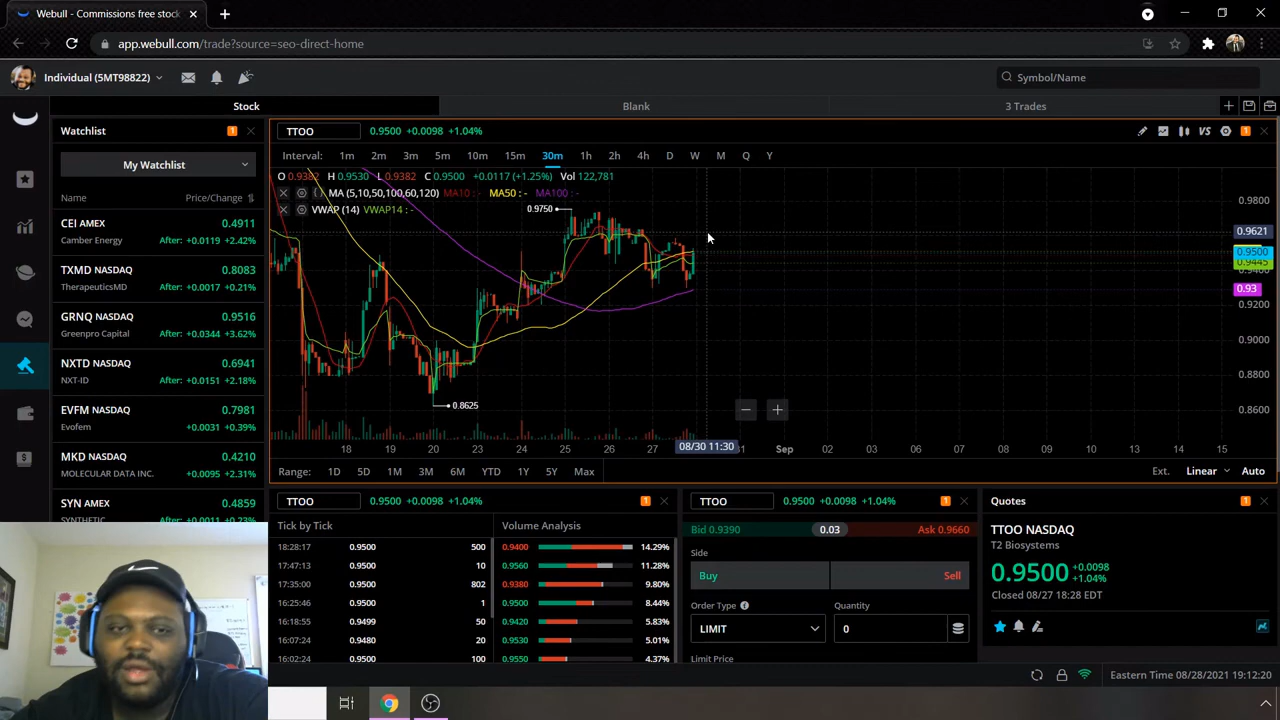 Webull - Commissions free stock
app.webull.com/trade?source=seo-direct-home
Individual (5MT98822)
Symbol/Name
Stock
Blank
3 Trades
Watchlist
1
My Watchlist
Name
Price/Change
CEI AMEX
0.4911
Camber Energy
After: +0.0119 +2.42%
TXMD NASDAQ
0.8083
TherapeuticsMD
After: +0.0017 +0.21%
GRNQ NASDAQ
0.9516
Greenpro Capital
After: +0.0344 +3.62%
NXTD NASDAQ
0.6941
NXT-ID
After: +0.0151 +2.18%
EVFM NASDAQ
0.7981
Evofem
After: +0.0031 +0.39%
MKD NASDAQ
0.4210
MOLECULAR DATA INC.
After: +0.0095 +2.31%
SYN AMEX
0.4859
TTOO
0.9500 +0.0098 +1.04%
VS
1
Interval:
1m 2m 3m 5m 10m 15m 30m 1h 2h 4h D W M Q Y
O 0.9382 H 0.9530 L 0.9382 C 0.9500 +0.0117 (+1.25%) Vol 122,781
MA (5,10,50,100,60,120) MA10: - MA50: - MA100: -
VWAP (14) VWAP14: -
0.9750
0.8625
0.9800
0.9621
0.9500
0.9445
0.93
0.9200
0.9000
0.8800
0.8600
18 19 20 23 24 25 26 27
08/30 11:30
Sep 02 03 07 08 09 10 13 14 15
Range: 1D 5D 1M 3M 6M YTD 1Y 5Y Max
Ext. Linear Auto
TTOO
0.9500 +0.0098 +1.04%
1
Tick by Tick
18:28:17 0.9500 500
17:47:13 0.9500 10
17:35:00 0.9500 802
16:25:46 0.9500 1
16:18:55 0.9499 50
16:07:24 0.9480 20
16:02:24 0.9500 100
Volume Analysis
0.9400 14.29%
0.9560 11.28%
0.9380 9.80%
0.9500 8.44%
0.9420 5.83%
0.9530 5.01%
0.9550 4.37%
TTOO
0.9500 +0.0098 +1.04%
1
Bid 0.9390
0.03
Ask 0.9660
Side
Buy
Sell
Order Type
Quantity
LIMIT
0
Limit Price
Quotes
1
TTOO NASDAQ
T2 Biosystems
0.9500 +0.0098
+1.04%
Closed 08/27 18:28 EDT
Eastern Time 08/28/2021 19:12:20